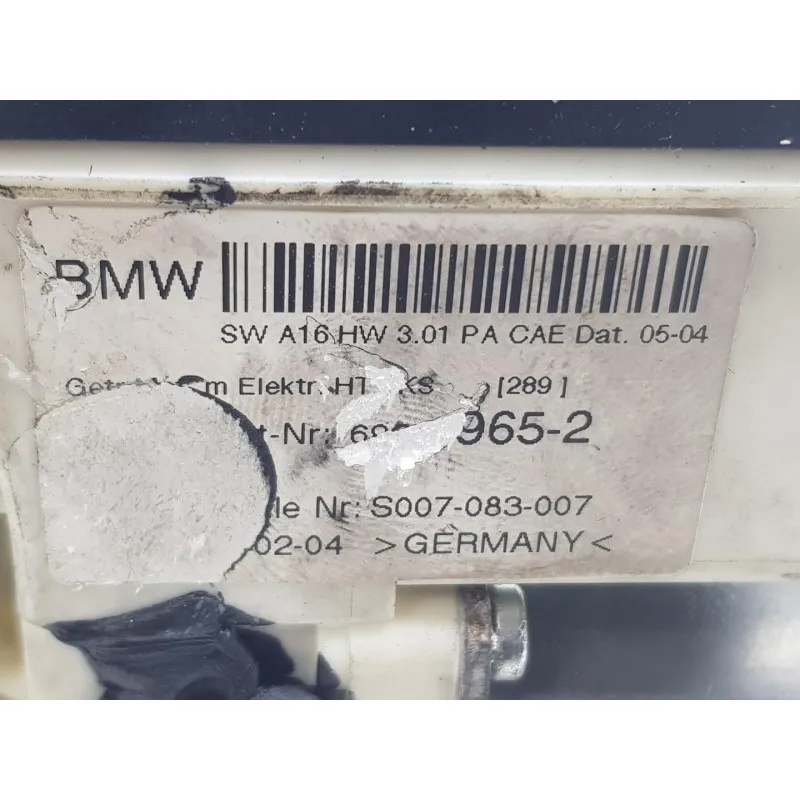 BMW
SW A16 HW 3.01 PA CAE Dat. 05-04
Elektr. [289]
965-2
Nr: S007-083-007
02-04 >GERMANY<